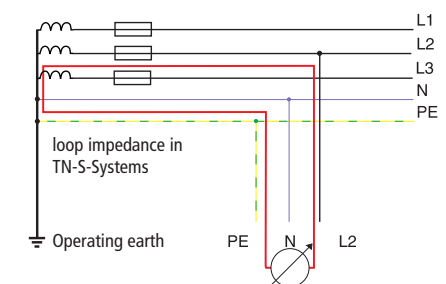 L1
L2
L3
N
PE
loop impedance in
TN-S-Systems
Operating earth
PE N L2